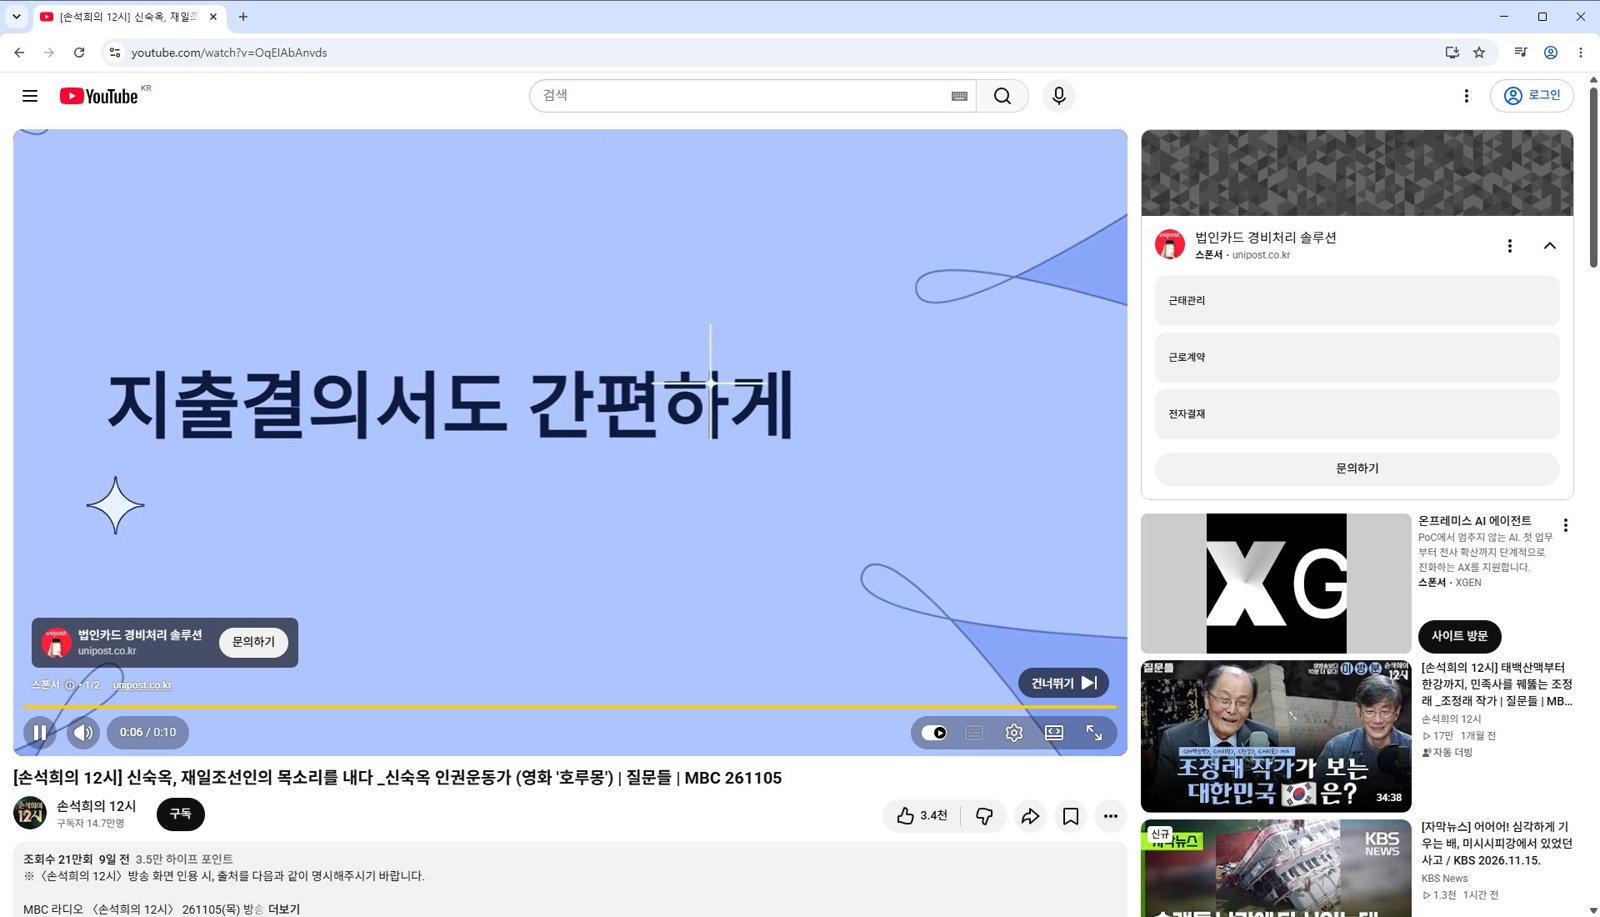 [손석희의 12시] 신숙옥, 재일조
youtube.com/watch?v=OqEIAbAnvds
YouTube KR
검색
로그인
지출결의서도 간편하게
unipost.
법인카드 경비처리 솔루션
unipost.co.kr
문의하기
스폰서 · 1/2 unipost.co.kr
건너뛰기
0:06 / 0:10
[손석희의 12시] 신숙옥, 재일조선인의 목소리를 내다 _신숙옥 인권운동가 (영화 '호루몽') | 질문들 | MBC 261105
손석희의 12시
손석희의 12시
구독자 14.7만명
구독
3.4천
조회수 21만회 9일 전 3.5만 하이프 포인트
※〈손석희의 12시〉방송 화면 인용 시, 출처를 다음과 같이 명시해주시기 바랍니다.
MBC 라디오 〈손석희의 12시〉 261105(목) 방송 더보기
unipost.
법인카드 경비처리 솔루션
스폰서 · unipost.co.kr
근태관리
근로계약
전자결재
문의하기
XG
온프레미스 AI 에이전트
PoC에서 멈추지 않는 AI. 첫 업무
부터 전사 확산까지 단계적으로
진화하는 AX를 지원합니다.
스폰서 · XGEN
사이트 방문
질문들
손석희의 12시
조정래 작가가 보는
대한민국 은?
34:38
[손석희의 12시] 태백산맥부터
한강까지, 민족사를 꿰뚫는 조정
래 _조정래 작가 | 질문들 | MB...
손석희의 12시
17만 1개월 전
자동 더빙
신규
자막뉴스
KBS
NEWS
[자막뉴스] 어어어! 심각하게 기
우는 배, 미시시피강에서 있었던
사고 / KBS 2026.11.15.
KBS News
1.3천 1시간 전